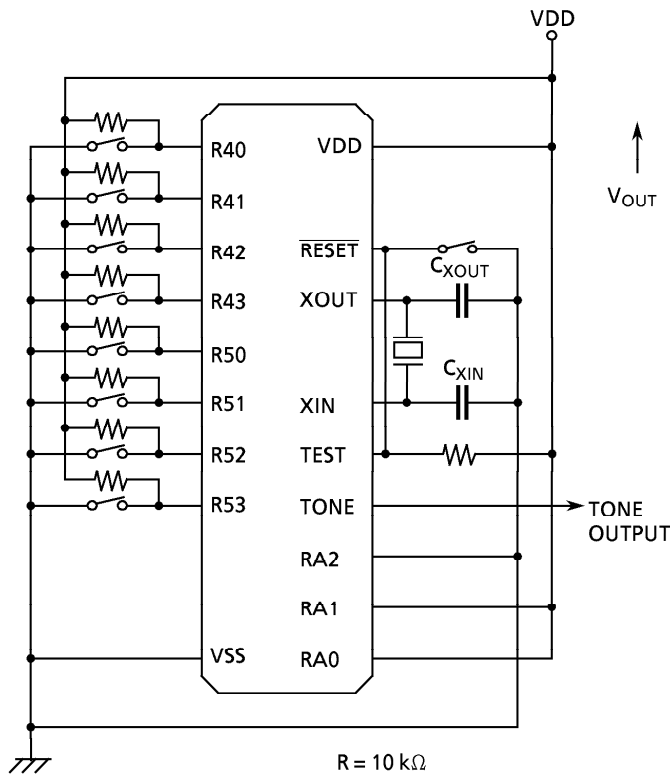 VDD
R40
VDD
R41
VOUT
R42
RESET
CXOUT
R43
XOUT
R50
CXIN
R51
XIN
R52
TEST
R53
TONE
TONE
OUTPUT
RA2
RA1
VSS
RA0
R = 10 kΩ